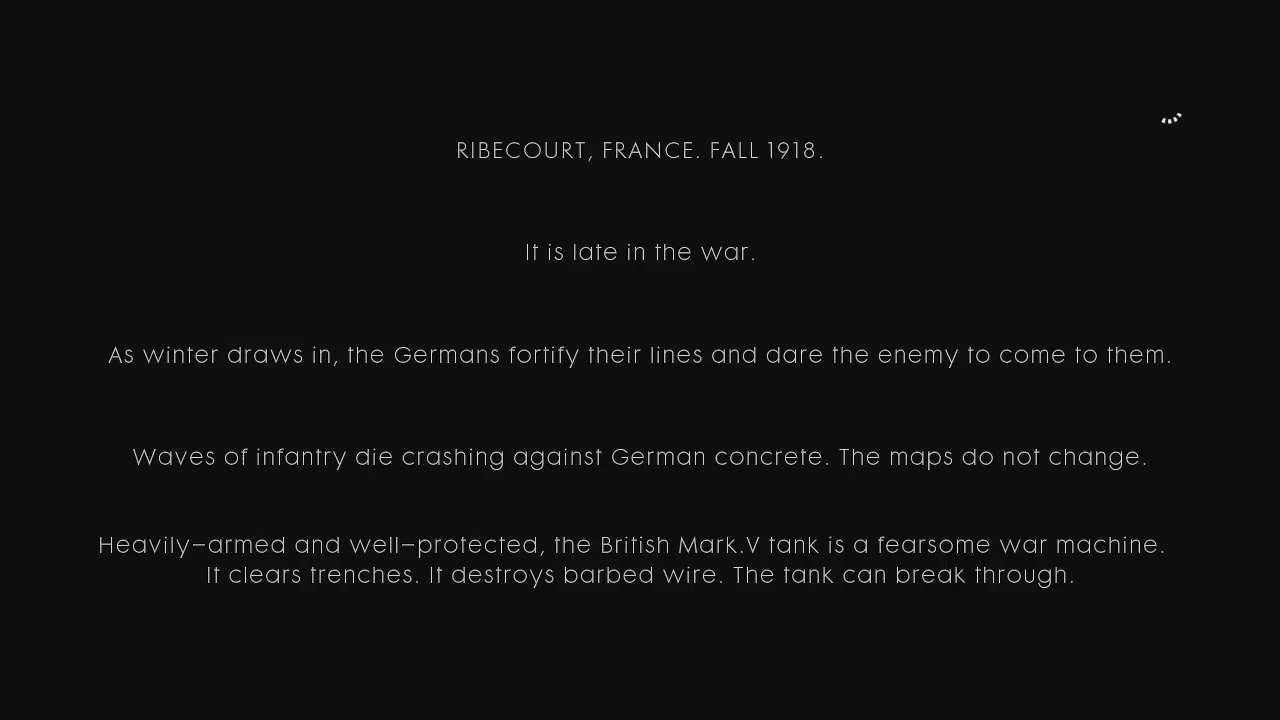 RIBECOURT, FRANCE. FALL 1918.
It is late in the war.
As winter draws in, the Germans fortify their lines and dare the enemy to come to them.
Waves of infantry die crashing against German concrete. The maps do not change.
Heavily–armed and well–protected, the British Mark.V tank is a fearsome war machine.
It clears trenches. It destroys barbed wire. The tank can break through.